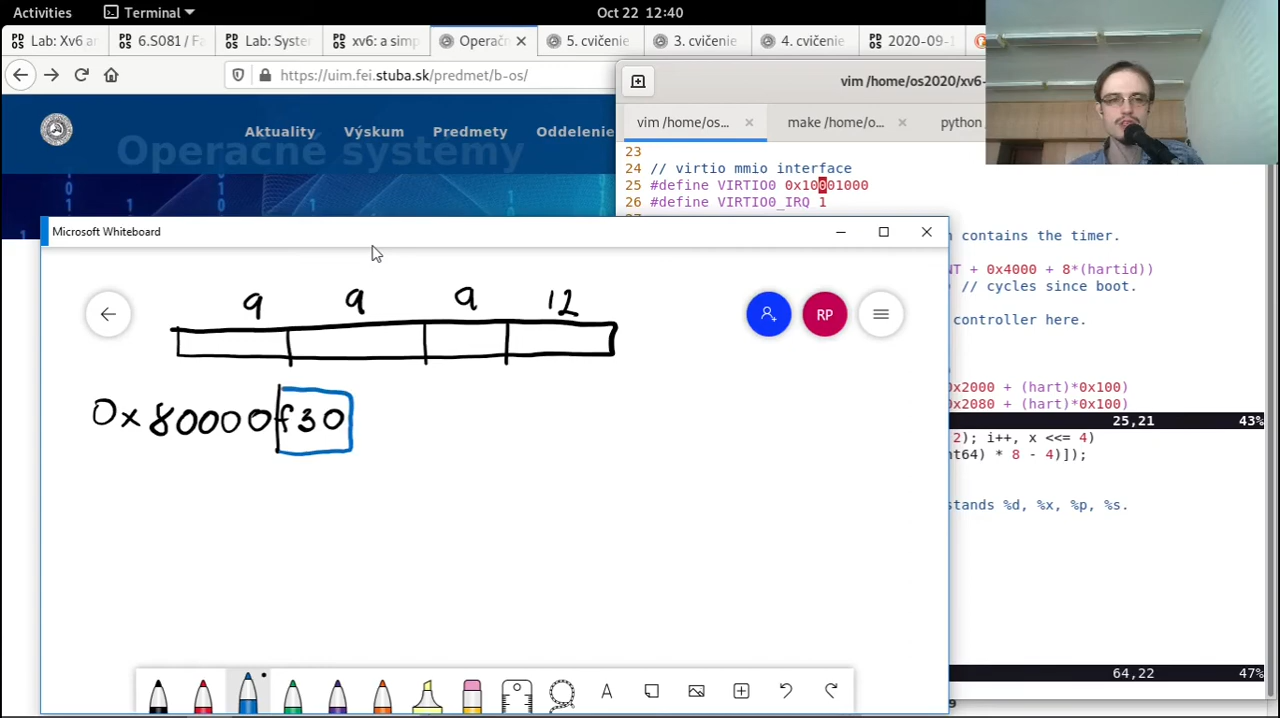 Activities
Terminal
Oct 22 12:40
Lab: Xv6 an
6.S081 / Fa
Lab: Syster
xv6: a simp
Operačn
5. cvičenie
3. cvičenie
4. cvičenie
2020-09-1
https://uim.fei.stuba.sk/predmet/b-os/
vim /home/os2020/xv6-
Operačné systémy
Aktuality
Výskum
Predmety
Oddelenie
vim /home/os...
make /home/o...
python
23
24 // virtio mmio interface
25 #define VIRTIO0 0x10001000
26 #define VIRTIO0_IRQ 1
Microsoft Whiteboard
n contains the timer.
NT + 0x4000 + 8*(hartid))
// cycles since boot.
controller here.
0x2000 + (hart)*0x100)
0x2080 + (hart)*0x100)
25,21 43%
2); i++, x <<= 4)
nt64) * 8 - 4)]);
stands %d, %x, %p, %s.
64,22 47%
9 9 9 12
RP
0x80000f30
A
9